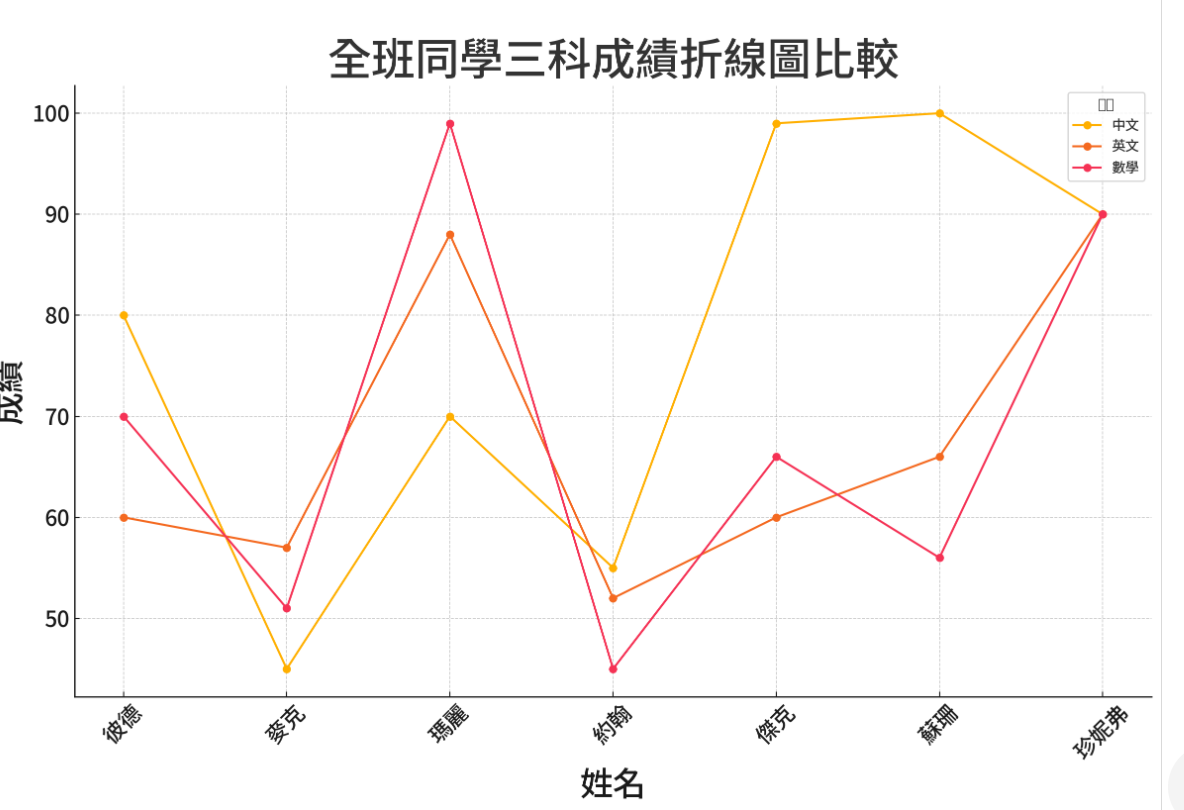 全班同學三科成績折線圖比較
中文
英文
數學
100
90
80
70
60
50
成績
彼德
麥克
瑪麗
約翰
傑克
蘇珊
珍妮弗
姓名